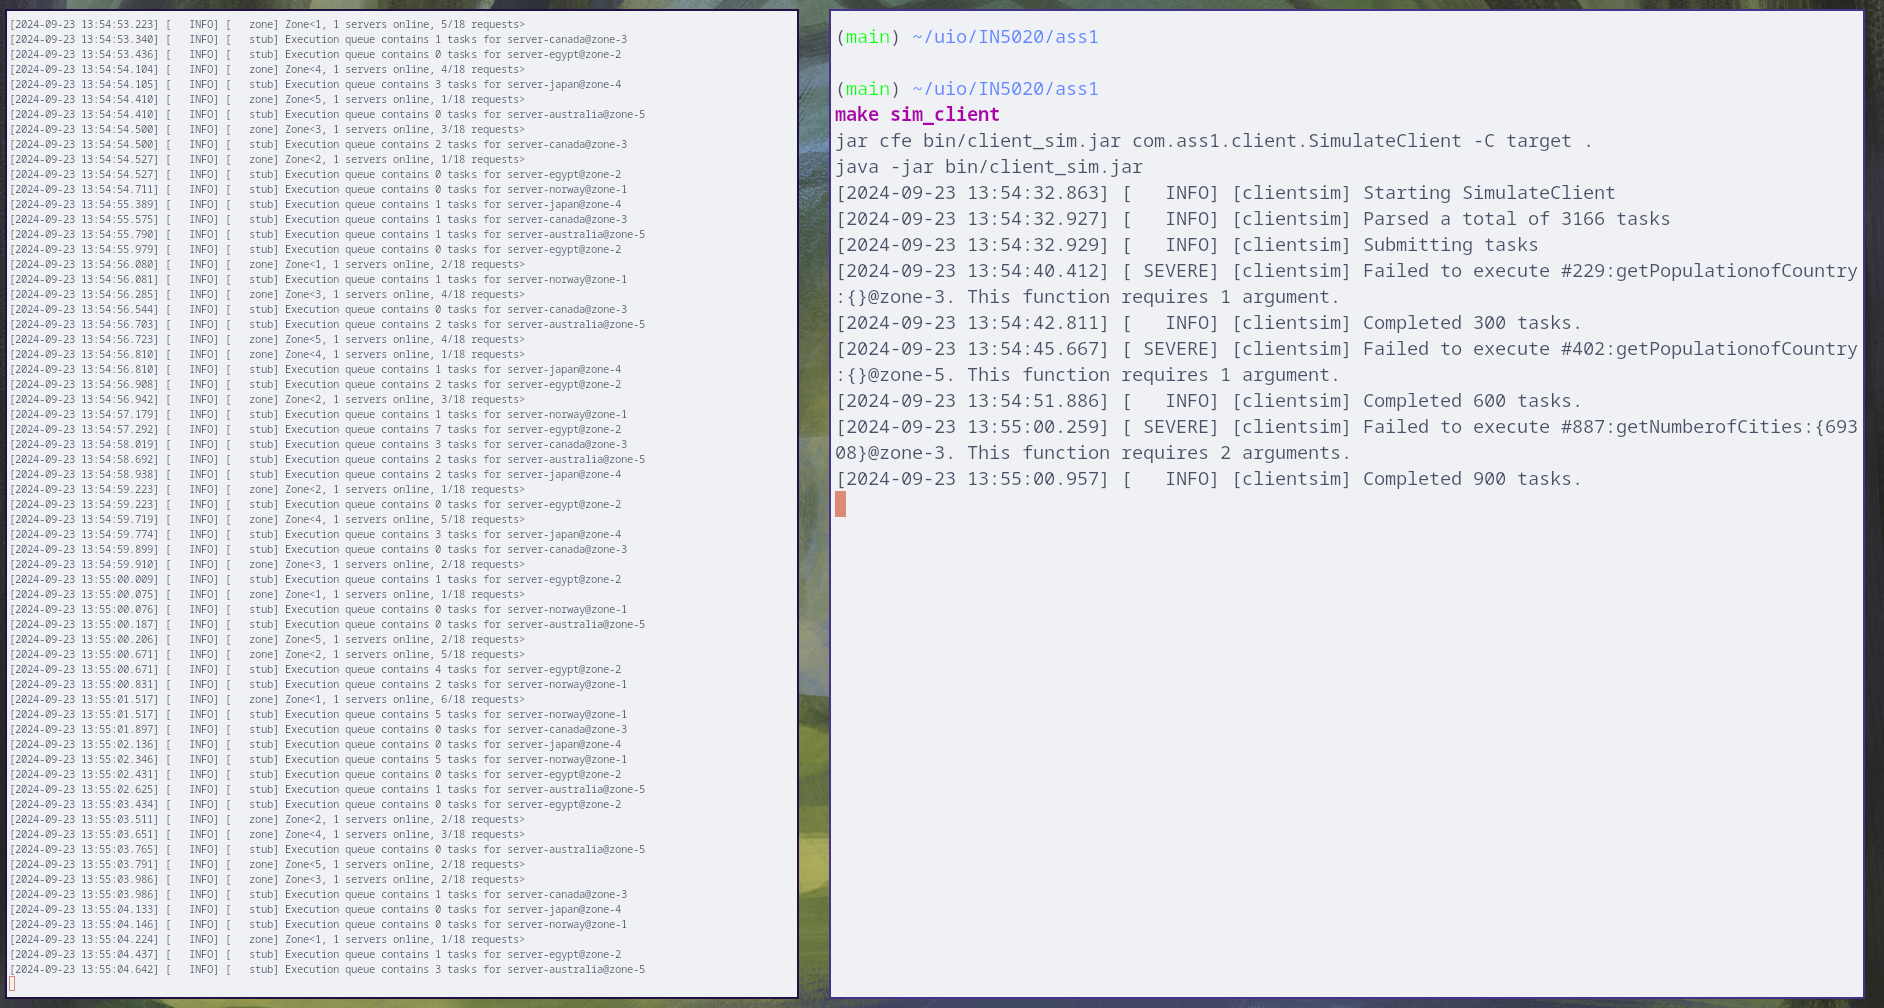 [2024-09-23 13:54:53.223] [   INFO] [   zone] Zone<1, 1 servers online, 5/18 requests>
[2024-09-23 13:54:53.340] [   INFO] [   stub] Execution queue contains 1 tasks for server-canada@zone-3
[2024-09-23 13:54:53.436] [   INFO] [   stub] Execution queue contains 0 tasks for server-egypt@zone-2
[2024-09-23 13:54:54.104] [   INFO] [   zone] Zone<4, 1 servers online, 4/18 requests>
[2024-09-23 13:54:54.105] [   INFO] [   stub] Execution queue contains 3 tasks for server-japan@zone-4
[2024-09-23 13:54:54.410] [   INFO] [   zone] Zone<5, 1 servers online, 1/18 requests>
[2024-09-23 13:54:54.410] [   INFO] [   stub] Execution queue contains 0 tasks for server-australia@zone-5
[2024-09-23 13:54:54.500] [   INFO] [   zone] Zone<3, 1 servers online, 3/18 requests>
[2024-09-23 13:54:54.500] [   INFO] [   stub] Execution queue contains 2 tasks for server-canada@zone-3
[2024-09-23 13:54:54.527] [   INFO] [   zone] Zone<2, 1 servers online, 1/18 requests>
[2024-09-23 13:54:54.527] [   INFO] [   stub] Execution queue contains 0 tasks for server-egypt@zone-2
[2024-09-23 13:54:54.711] [   INFO] [   stub] Execution queue contains 0 tasks for server-norway@zone-1
[2024-09-23 13:54:55.389] [   INFO] [   stub] Execution queue contains 1 tasks for server-japan@zone-4
[2024-09-23 13:54:55.575] [   INFO] [   stub] Execution queue contains 1 tasks for server-canada@zone-3
[2024-09-23 13:54:55.790] [   INFO] [   stub] Execution queue contains 1 tasks for server-australia@zone-5
[2024-09-23 13:54:55.979] [   INFO] [   stub] Execution queue contains 0 tasks for server-egypt@zone-2
[2024-09-23 13:54:56.080] [   INFO] [   zone] Zone<1, 1 servers online, 2/18 requests>
[2024-09-23 13:54:56.081] [   INFO] [   stub] Execution queue contains 1 tasks for server-norway@zone-1
[2024-09-23 13:54:56.285] [   INFO] [   zone] Zone<3, 1 servers online, 4/18 requests>
[2024-09-23 13:54:56.544] [   INFO] [   stub] Execution queue contains 0 tasks for server-canada@zone-3
[2024-09-23 13:54:56.703] [   INFO] [   stub] Execution queue contains 2 tasks for server-australia@zone-5
[2024-09-23 13:54:56.723] [   INFO] [   zone] Zone<5, 1 servers online, 4/18 requests>
[2024-09-23 13:54:56.810] [   INFO] [   zone] Zone<4, 1 servers online, 1/18 requests>
[2024-09-23 13:54:56.810] [   INFO] [   stub] Execution queue contains 1 tasks for server-japan@zone-4
[2024-09-23 13:54:56.908] [   INFO] [   stub] Execution queue contains 2 tasks for server-egypt@zone-2
[2024-09-23 13:54:56.942] [   INFO] [   zone] Zone<2, 1 servers online, 3/18 requests>
[2024-09-23 13:54:57.179] [   INFO] [   stub] Execution queue contains 1 tasks for server-norway@zone-1
[2024-09-23 13:54:57.292] [   INFO] [   stub] Execution queue contains 7 tasks for server-egypt@zone-2
[2024-09-23 13:54:58.019] [   INFO] [   stub] Execution queue contains 3 tasks for server-canada@zone-3
[2024-09-23 13:54:58.692] [   INFO] [   stub] Execution queue contains 2 tasks for server-australia@zone-5
[2024-09-23 13:54:58.938] [   INFO] [   stub] Execution queue contains 2 tasks for server-japan@zone-4
[2024-09-23 13:54:59.223] [   INFO] [   zone] Zone<2, 1 servers online, 1/18 requests>
[2024-09-23 13:54:59.223] [   INFO] [   stub] Execution queue contains 0 tasks for server-egypt@zone-2
[2024-09-23 13:54:59.719] [   INFO] [   zone] Zone<4, 1 servers online, 5/18 requests>
[2024-09-23 13:54:59.774] [   INFO] [   stub] Execution queue contains 3 tasks for server-japan@zone-4
[2024-09-23 13:54:59.899] [   INFO] [   stub] Execution queue contains 0 tasks for server-canada@zone-3
[2024-09-23 13:54:59.910] [   INFO] [   zone] Zone<3, 1 servers online, 2/18 requests>
[2024-09-23 13:55:00.009] [   INFO] [   stub] Execution queue contains 1 tasks for server-egypt@zone-2
[2024-09-23 13:55:00.075] [   INFO] [   zone] Zone<1, 1 servers online, 1/18 requests>
[2024-09-23 13:55:00.076] [   INFO] [   stub] Execution queue contains 0 tasks for server-norway@zone-1
[2024-09-23 13:55:00.187] [   INFO] [   stub] Execution queue contains 0 tasks for server-australia@zone-5
[2024-09-23 13:55:00.206] [   INFO] [   zone] Zone<5, 1 servers online, 2/18 requests>
[2024-09-23 13:55:00.671] [   INFO] [   zone] Zone<2, 1 servers online, 5/18 requests>
[2024-09-23 13:55:00.671] [   INFO] [   stub] Execution queue contains 4 tasks for server-egypt@zone-2
[2024-09-23 13:55:00.831] [   INFO] [   stub] Execution queue contains 2 tasks for server-norway@zone-1
[2024-09-23 13:55:01.517] [   INFO] [   zone] Zone<1, 1 servers online, 6/18 requests>
[2024-09-23 13:55:01.517] [   INFO] [   stub] Execution queue contains 5 tasks for server-norway@zone-1
[2024-09-23 13:55:01.897] [   INFO] [   stub] Execution queue contains 0 tasks for server-canada@zone-3
[2024-09-23 13:55:02.136] [   INFO] [   stub] Execution queue contains 0 tasks for server-japan@zone-4
[2024-09-23 13:55:02.346] [   INFO] [   stub] Execution queue contains 5 tasks for server-norway@zone-1
[2024-09-23 13:55:02.431] [   INFO] [   stub] Execution queue contains 0 tasks for server-egypt@zone-2
[2024-09-23 13:55:02.625] [   INFO] [   stub] Execution queue contains 1 tasks for server-australia@zone-5
[2024-09-23 13:55:03.434] [   INFO] [   stub] Execution queue contains 0 tasks for server-egypt@zone-2
[2024-09-23 13:55:03.511] [   INFO] [   zone] Zone<2, 1 servers online, 2/18 requests>
[2024-09-23 13:55:03.651] [   INFO] [   zone] Zone<4, 1 servers online, 3/18 requests>
[2024-09-23 13:55:03.765] [   INFO] [   stub] Execution queue contains 0 tasks for server-australia@zone-5
[2024-09-23 13:55:03.791] [   INFO] [   zone] Zone<5, 1 servers online, 2/18 requests>
[2024-09-23 13:55:03.986] [   INFO] [   zone] Zone<3, 1 servers online, 2/18 requests>
[2024-09-23 13:55:03.986] [   INFO] [   stub] Execution queue contains 1 tasks for server-canada@zone-3
[2024-09-23 13:55:04.133] [   INFO] [   stub] Execution queue contains 0 tasks for server-japan@zone-4
[2024-09-23 13:55:04.146] [   INFO] [   stub] Execution queue contains 0 tasks for server-norway@zone-1
[2024-09-23 13:55:04.224] [   INFO] [   zone] Zone<1, 1 servers online, 1/18 requests>
[2024-09-23 13:55:04.437] [   INFO] [   stub] Execution queue contains 1 tasks for server-egypt@zone-2
[2024-09-23 13:55:04.642] [   INFO] [   stub] Execution queue contains 3 tasks for server-australia@zone-5
(main) ~/uio/IN5020/ass1
(main) ~/uio/IN5020/ass1
make sim_client
jar cfe bin/client_sim.jar com.ass1.client.SimulateClient -C target .
java -jar bin/client_sim.jar
[2024-09-23 13:54:32.863] [   INFO] [clientsim] Starting SimulateClient
[2024-09-23 13:54:32.927] [   INFO] [clientsim] Parsed a total of 3166 tasks
[2024-09-23 13:54:32.929] [   INFO] [clientsim] Submitting tasks
[2024-09-23 13:54:40.412] [ SEVERE] [clientsim] Failed to execute #229:getPopulationofCountry
:{}@zone-3. This function requires 1 argument.
[2024-09-23 13:54:42.811] [   INFO] [clientsim] Completed 300 tasks.
[2024-09-23 13:54:45.667] [ SEVERE] [clientsim] Failed to execute #402:getPopulationofCountry
:{}@zone-5. This function requires 1 argument.
[2024-09-23 13:54:51.886] [   INFO] [clientsim] Completed 600 tasks.
[2024-09-23 13:55:00.259] [ SEVERE] [clientsim] Failed to execute #887:getNumberofCities:{693
08}@zone-3. This function requires 2 arguments.
[2024-09-23 13:55:00.957] [   INFO] [clientsim] Completed 900 tasks.